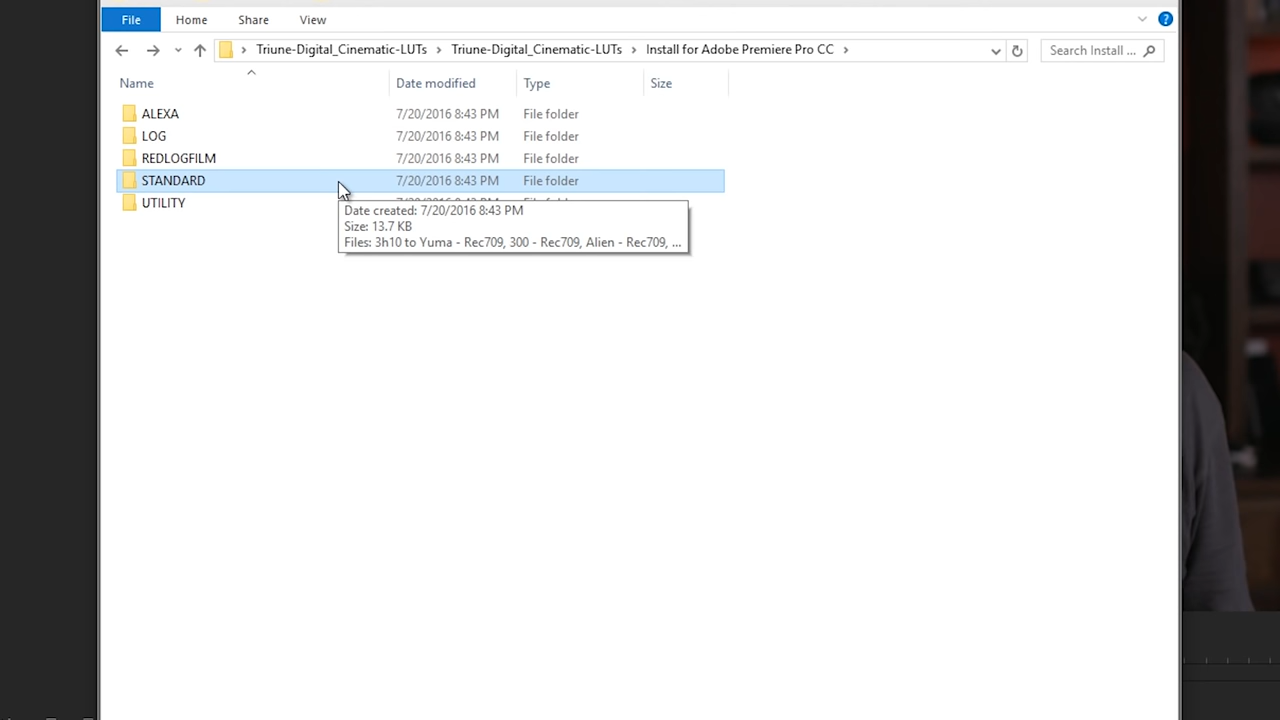 File Home Share View
Triune-Digital_Cinematic-LUTs Triune-Digital_Cinematic-LUTs Install for Adobe Premiere Pro CC Search Install ...
Name Date modified Type Size
ALEXA 7/20/2016 8:43 PM File folder
LOG 7/20/2016 8:43 PM File folder
REDLOGFILM 7/20/2016 8:43 PM File folder
STANDARD 7/20/2016 8:43 PM File folder
UTILITY
Date created: 7/20/2016 8:43 PM
Size: 13.7 KB
Files: 3h10 to Yuma - Rec709, 300 - Rec709, Alien - Rec709, ...